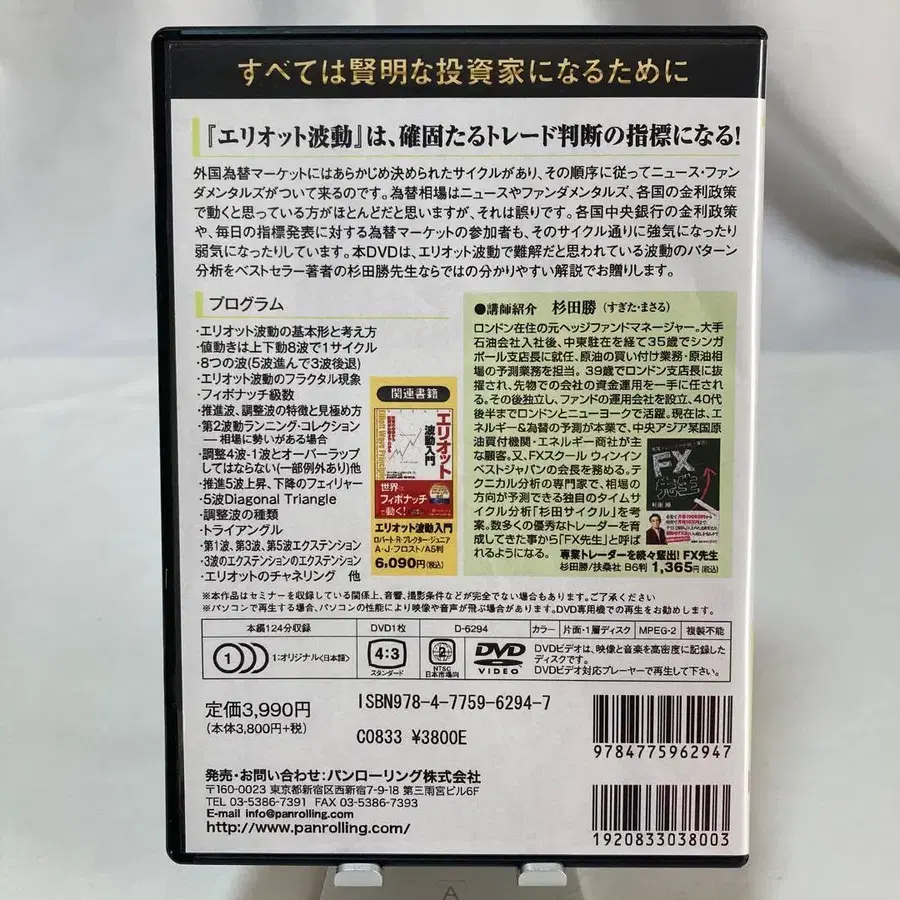 すべては賢明な投資家になるために
『エリオット波動』は、確固たるトレード判断の指標になる!
外国為替マーケットにはあらかじめ決められたサイクルがあり、その順序に従ってニュース・ファン
ダメンタルズがついて来るのです。為替相場はニュースやファンダメンタルズ、各国の金利政策
で動くと思っている方がほとんどだと思いますが、それは誤りです。各国中央銀行の金利政策
や、毎日の指標発表に対する為替マーケットの参加者も、そのサイクル通りに強気になったり
弱気になったりしています。本DVDは、エリオット波動で難解だと思われている波動のパターン
分析をベストセラー著者の杉田勝先生ならではの分かりやすい解説でお贈りします。
プログラム
・エリオット波動の基本形と考え方
・値動きは上下動8波で1サイクル
・8つの波(5波進んで3波後退)
・エリオット波動のフラクタル現象
・フィボナッチ級数
・推進波、調整波の特徴と見極め方
・第2波動ランニング・コレクション
―相場に勢いがある場合
・調整4波・1波とオーバーラップ
してはならない(一部例外あり)他
・推進5波上昇、下降のフェィリャー
・5波Diagonal Triangle
・調整波の種類
・トライアングル
・第1波、第3波、第5波エクステンション
・3波のエクステンションのエクステンション
・エリオットのチャネリング 他
関連書籍
Elliott Wave Principle
エリオット
波動入門
世界は
フィボナッチ
で動く!
エリオット波動入門
ロバート・R・プレクター・ジュニア
A・J・フロスト/A5判
6,090円(税込)
●講師紹介 杉田勝(すぎた・まさる)
ロンドン在住の元ヘッジファンドマネージャー。大手
石油会社入社後、中東駐在を経て35歳でシンガ
ポール支店長に就任、原油の買い付け業務・原油相
場の予測業務を担当。39歳でロンドン支店長に抜
擢され、先物での会社の資金運用を一手に任され
る。その後独立し、ファンドの運用会社を設立、40代
後半までロンドンとニューヨークで活躍。現在は、エ
ネルギー&為替の予測が本業で、中央アジア某国原
油買付機関・エネルギー商社が主
な顧客。又、FXスクール ウィンイン
ベストジャパンの会長を務める。テ
クニカル分析の専門家で、相場の
方向が予測できる独自のタイムサ
イクル分析「杉田サイクル」を考
案。数多くの優秀なトレーダーを育
成してきた事から「FX先生」と呼ば
れるようになる。
FX
先生
杉田 勝
専業トレーダーを続々輩出! FX先生
杉田勝/扶桑社 B6判 1,365円(税込)
※本作品はセミナーを収録している関係上、音響、撮影条件などが完全でない場合もあります。ご了承ください
※パソコンで再生する場合、パソコンの性能により映像や音声が飛ぶ場合があります。DVD専用機での再生をお勧めします。
本編124分収録 DVD1枚 D-6294 カラー 片面・1層ディスク MPEG-2 複製不能
1 1:オリジナル〈日本語〉 4:3 スタンダード 2 NTSC 日本市場向 DVD VIDEO
DVDビデオは、映像と音楽を高密度に記録した
ディスクです。
DVDビデオ対応プレーヤーで再生して下さい。
定価3,990円
(本体3,800円+税)
ISBN978-4-7759-6294-7
C0833 ¥3800E
9784775962947
発売・お問い合わせ:パンローリング株式会社
〒160-0023 東京都新宿区西新宿7-9-18 第三雨宮ビル6F
TEL 03-5386-7391 FAX 03-5386-7393
E-mail info@panrolling.com
http://www.panrolling.com/
1920833038003
A